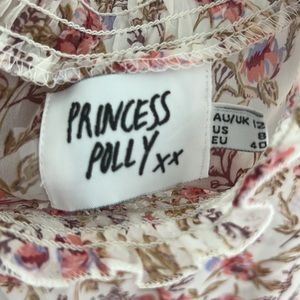 PRINCESS
POLLY xx
AU/UK 12
US 8
EU 40